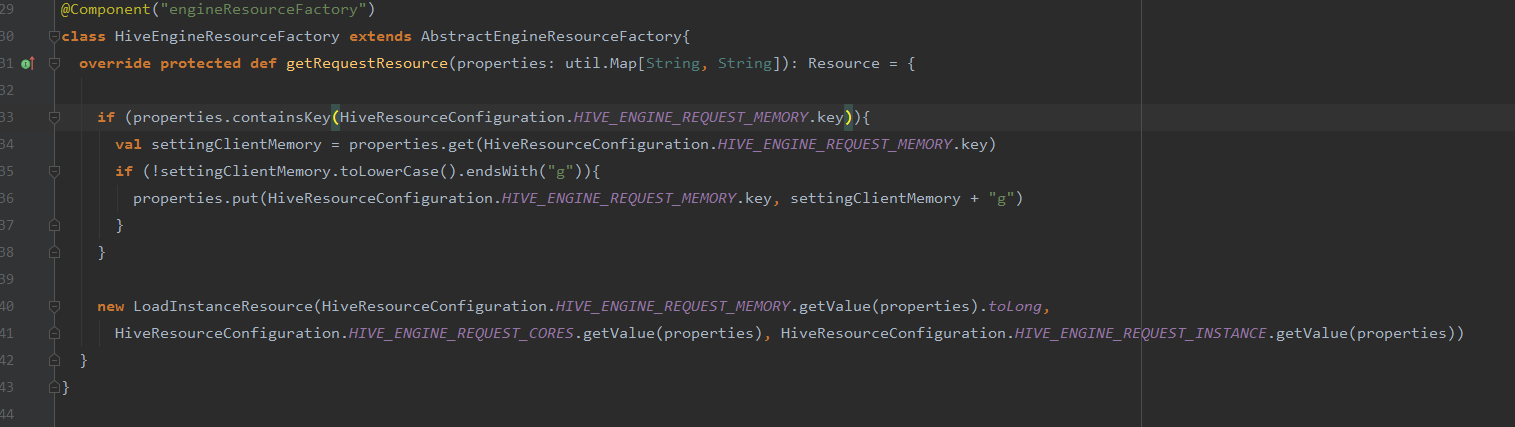 29 @Component("engineResourceFactory")
30 class HiveEngineResourceFactory extends AbstractEngineResourceFactory{
31 override protected def getRequestResource(properties: util.Map[String, String]): Resource = {
32
33 if (properties.containsKey(HiveResourceConfiguration.HIVE_ENGINE_REQUEST_MEMORY.key)){
34 val settingClientMemory = properties.get(HiveResourceConfiguration.HIVE_ENGINE_REQUEST_MEMORY.key)
35 if (!settingClientMemory.toLowerCase().endsWith("g")){
36 properties.put(HiveResourceConfiguration.HIVE_ENGINE_REQUEST_MEMORY.key, settingClientMemory + "g")
37 }
38 }
39
40 new LoadInstanceResource(HiveResourceConfiguration.HIVE_ENGINE_REQUEST_MEMORY.getValue(properties).toLong,
41 HiveResourceConfiguration.HIVE_ENGINE_REQUEST_CORES.getValue(properties), HiveResourceConfiguration.HIVE_ENGINE_REQUEST_INSTANCE.getValue(properties))
42 }
43 }
44